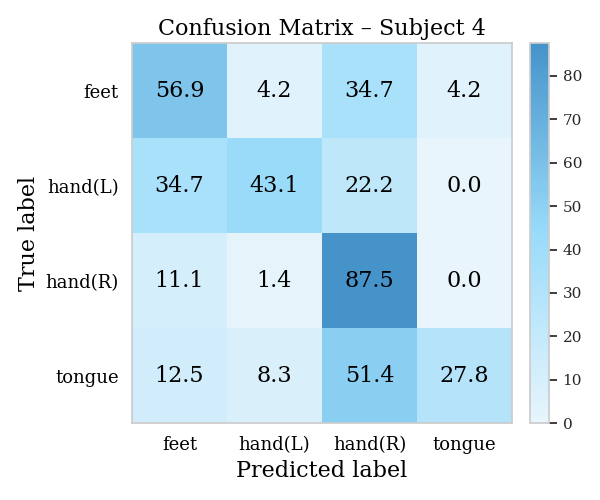 Confusion Matrix – Subject 4
feet 56.9 4.2 34.7 4.2
hand(L) 34.7 43.1 22.2 0.0
hand(R) 11.1 1.4 87.5 0.0
tongue 12.5 8.3 51.4 27.8
feet hand(L) hand(R) tongue
Predicted label
True label
80
70
60
50
40
30
20
10
0